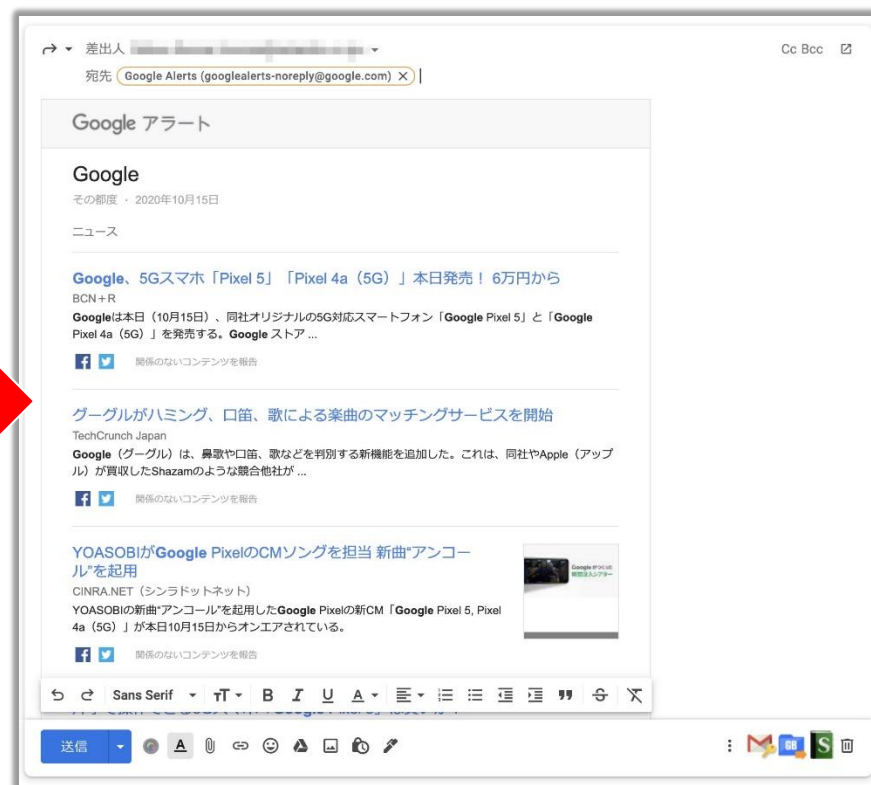 差出人
Cc Bcc
宛先 Google Alerts (googlealerts-noreply@google.com)
Google アラート
Google
その都度 · 2020年10月15日
ニュース
Google、5Gスマホ「Pixel 5」「Pixel 4a（5G）」本日発売！ 6万円から
BCN＋R
Googleは本日（10月15日）、同社オリジナルの5G対応スマートフォン「Google Pixel 5」と「Google
Pixel 4a（5G）」を発売する。Google ストア ...
関係のないコンテンツを報告
グーグルがハミング、口笛、歌による楽曲のマッチングサービスを開始
TechCrunch Japan
Google（グーグル）は、鼻歌や口笛、歌などを判別する新機能を追加した。これは、同社やApple（アップ
ル）が買収したShazamのような競合他社が ...
関係のないコンテンツを報告
YOASOBIがGoogle PixelのCMソングを担当 新曲“アンコー
ル”を起用
CINRA.NET（シンラドットネット）
YOASOBIの新曲“アンコール”を起用したGoogle Pixelの新CM「Google Pixel 5, Pixel
4a（5G）」が本日10月15日からオンエアされている。
関係のないコンテンツを報告
Sans Serif
送信
GB
S